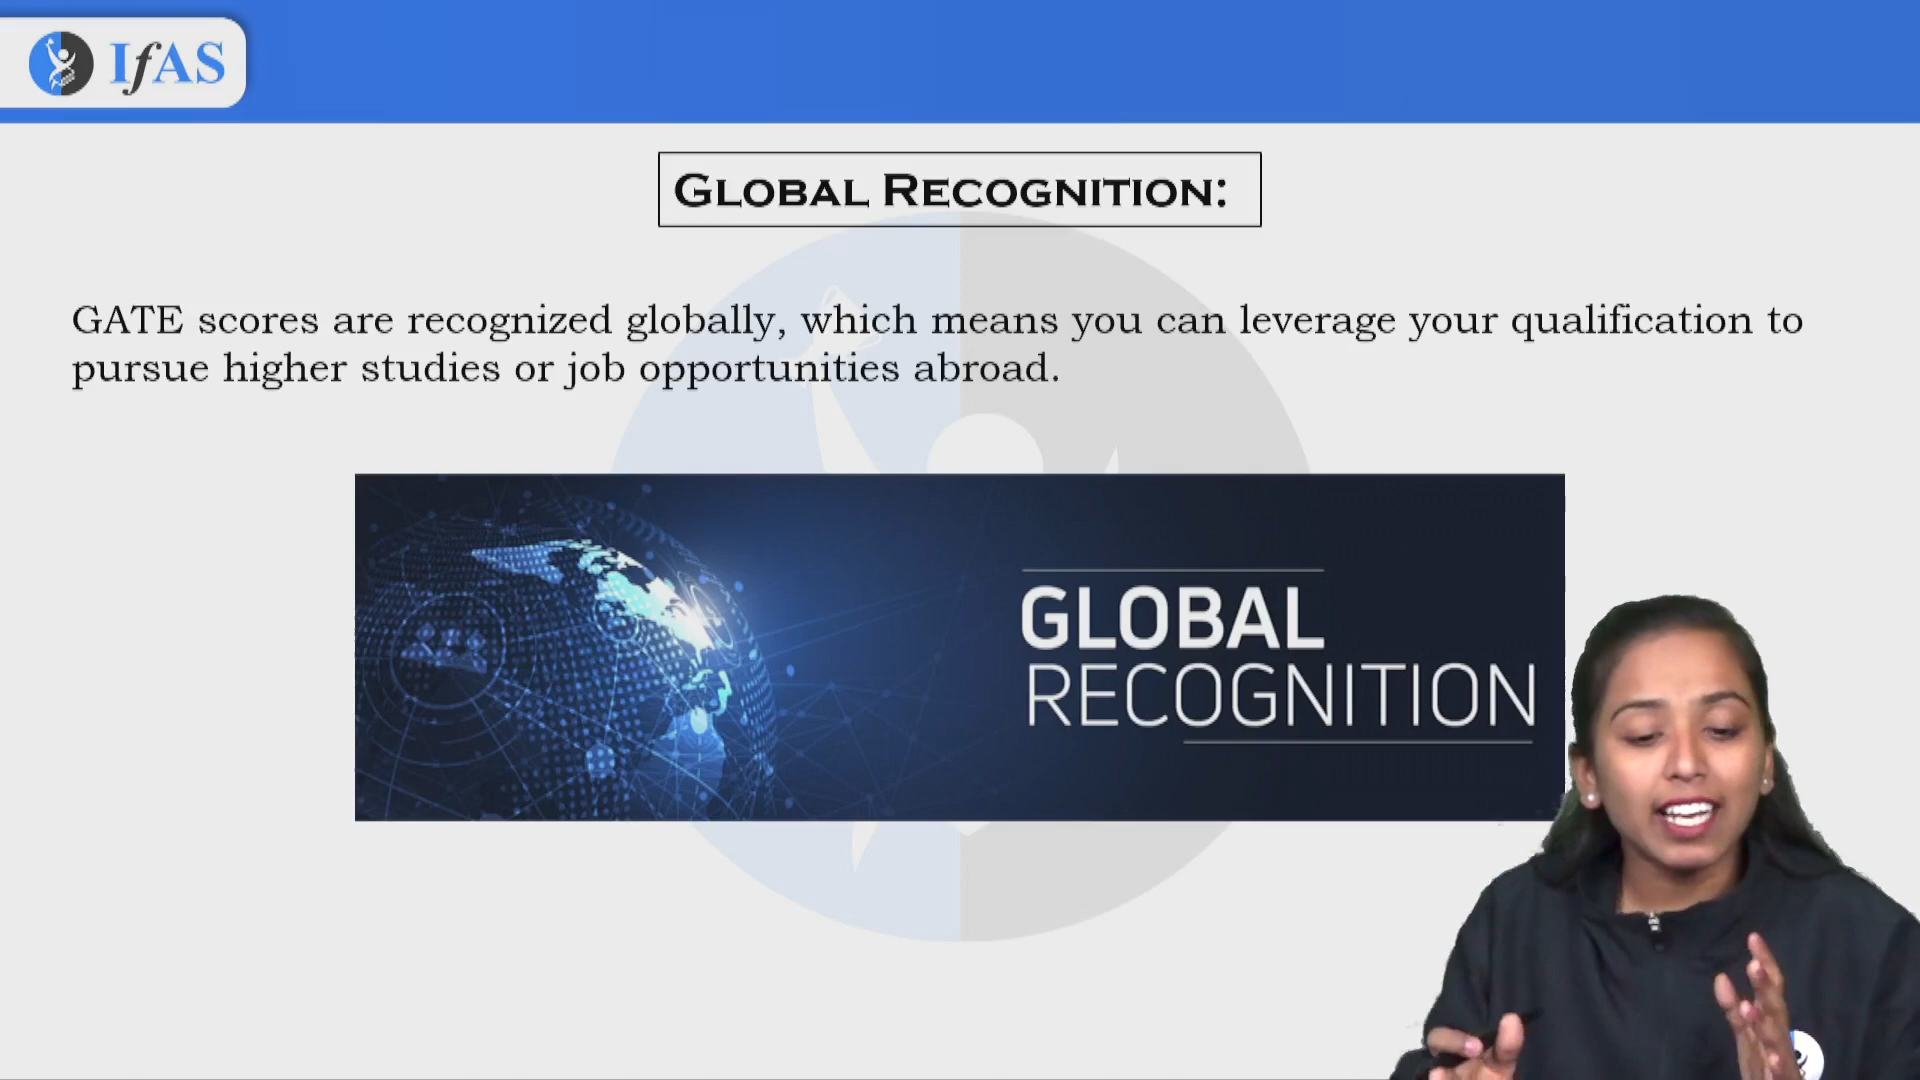 IfAS
GLOBAL RECOGNITION:
GATE scores are recognized globally, which means you can leverage your qualification to
pursue higher studies or job opportunities abroad.
GLOBAL
RECOGNITION